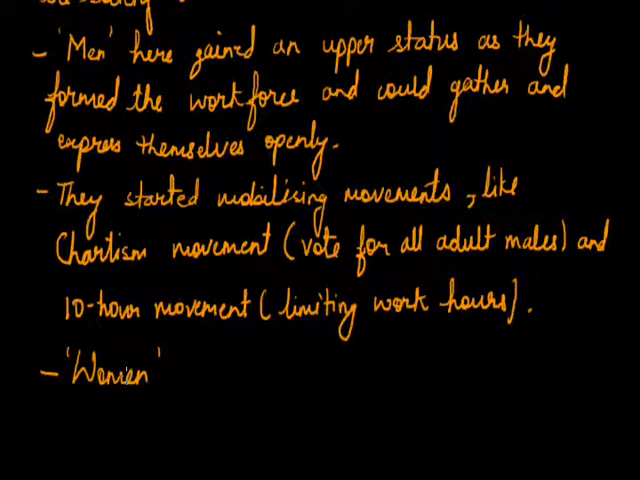 - 'Men' here gained an upper status as they
formed the workforce and could gather and
express themselves openly.
- They started mobilising movements, like
Chartism movement (vote for all adult males) and
10-hour movement (limiting work hours).
- 'Women'